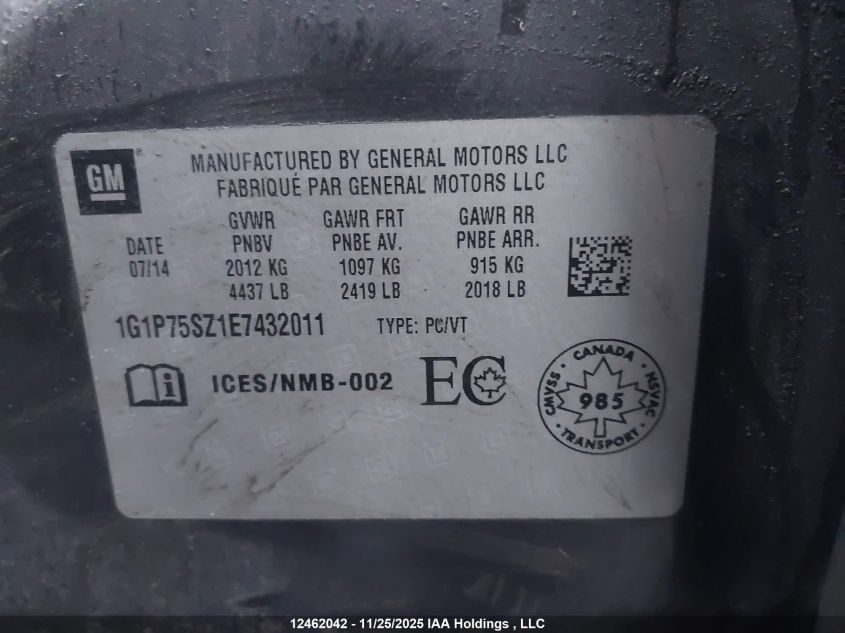 GM
MANUFACTURED BY GENERAL MOTORS LLC
FABRIQUÉ PAR GENERAL MOTORS LLC
GVWR GAWR FRT GAWR RR
DATE PNBV PNBE AV. PNBE ARR.
07/14 2012 KG 1097 KG 915 KG
4437 LB 2419 LB 2018 LB
1G1P75SZ1E7432011 TYPE: PC/VT
i ICES/NMB-002 EC
CANADA
CMVSS 985 NSVAC
TRANSPORT
12462042 - 11/25/2025 IAA Holdings , LLC